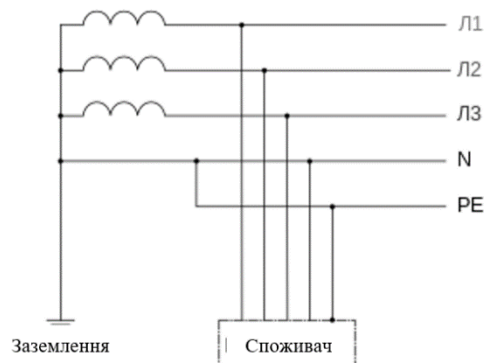 Л1
Л2
Л3
N
PE
Заземлення
Споживач